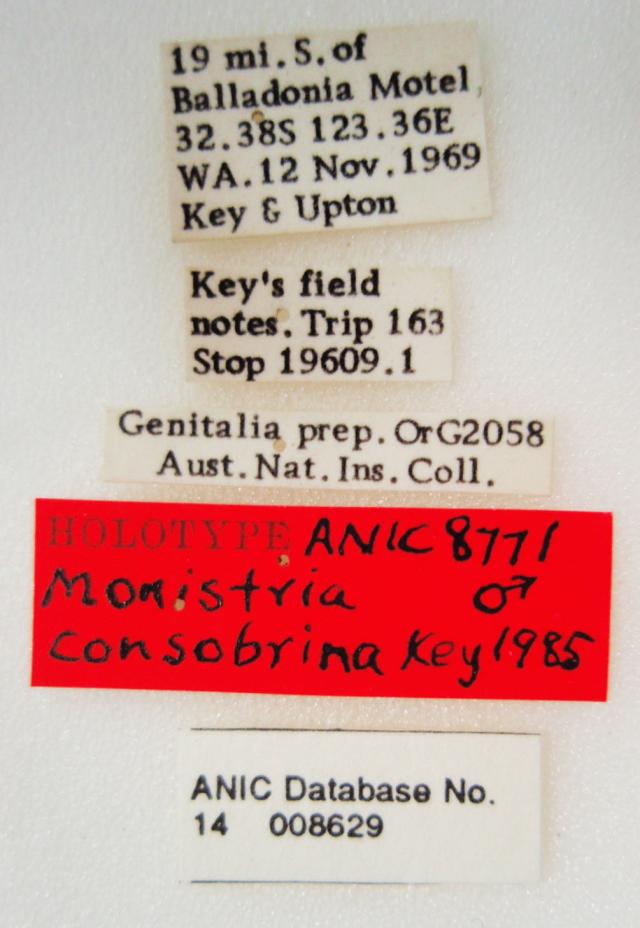 19 mi. S. of
Balladonia Motel,
32.38S 123.36E
WA. 12 Nov. 1969
Key & Upton
Key's field
notes. Trip 163
Stop 19609.1
Genitalia prep. OrG2058
Aust. Nat. Ins. Coll.
HOLOTYPE ANIC 8771
Monistria ♂
consobrina Key 1985
ANIC Database No.
14 008629